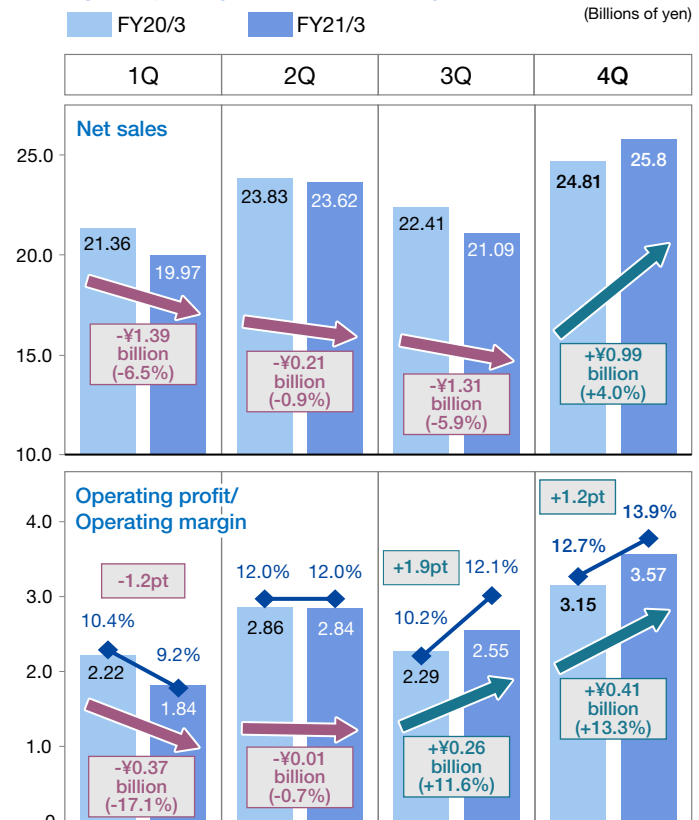 FY20/3
FY21/3
(Billions of yen)
1Q
2Q
3Q
4Q
Net sales
25.0
20.0
15.0
10.0
21.36
19.97
-¥1.39
billion
(-6.5%)
23.83
23.62
-¥0.21
billion
(-0.9%)
22.41
21.09
-¥1.31
billion
(-5.9%)
24.81
25.8
+¥0.99
billion
(+4.0%)
Operating profit/
Operating margin
4.0
3.0
2.0
1.0
0
-1.2pt
10.4%
9.2%
2.22
1.84
-¥0.37
billion
(-17.1%)
12.0%
12.0%
2.86
2.84
-¥0.01
billion
(-0.7%)
+1.9pt
12.1%
10.2%
2.29
2.55
+¥0.26
billion
(+11.6%)
+1.2pt
13.9%
12.7%
3.15
3.57
+¥0.41
billion
(+13.3%)